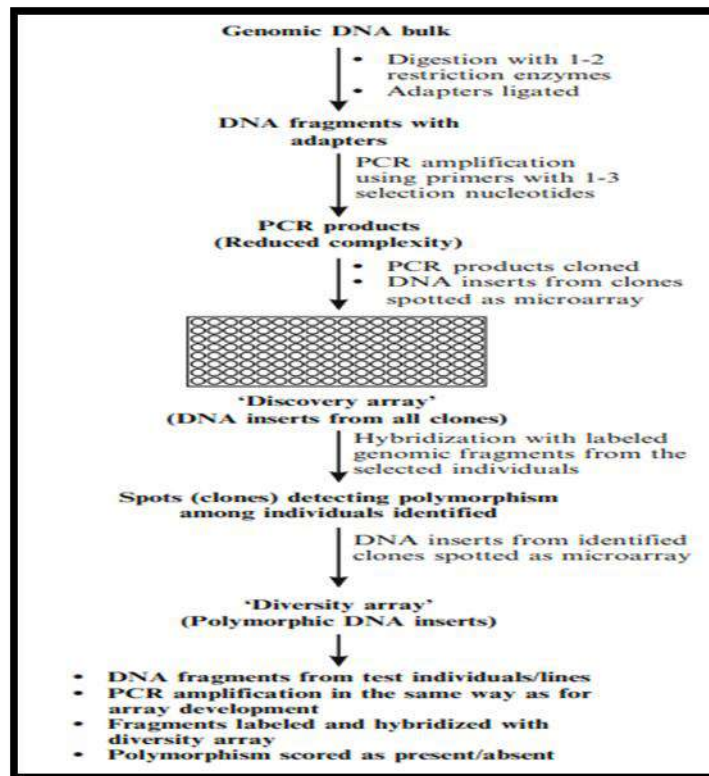 Genomic DNA bulk
• Digestion with 1-2
restriction enzymes
• Adapters ligated
DNA fragments with
adapters
PCR amplification
using primers with 1-3
selection nucleotides
PCR products
(Reduced complexity)
• PCR products cloned
• DNA inserts from clones
spotted as microarray
‘Discovery array’
(DNA inserts from all clones)
Hybridization with labeled
genomic fragments from the
selected individuals
Spots (clones) detecting polymorphism
among individuals identified
DNA inserts from identified
clones spotted as microarray
‘Diversity array’
(Polymorphic DNA inserts)
• DNA fragments from test individuals/lines
• PCR amplification in the same way as for
array development
• Fragments labeled and hybridized with
diversity array
• Polymorphism scored as present/absent